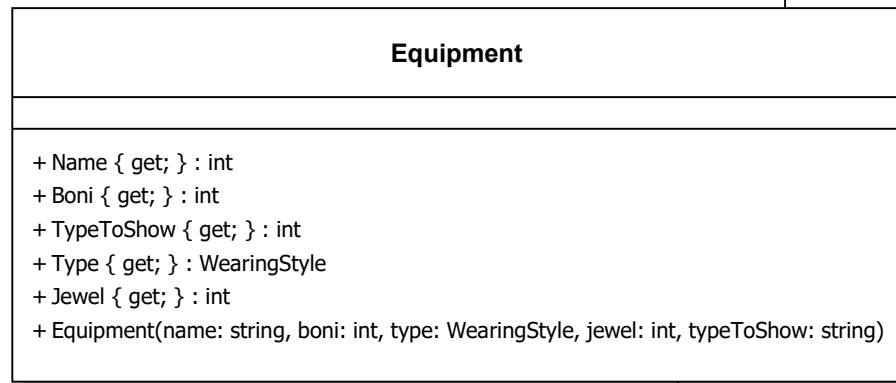 Equipment
+ Name { get; } : int
+ Boni { get; } : int
+ TypeToShow { get; } : int
+ Type { get; } : WearingStyle
+ Jewel { get; } : int
+ Equipment(name: string, boni: int, type: WearingStyle, jewel: int, typeToShow: string)